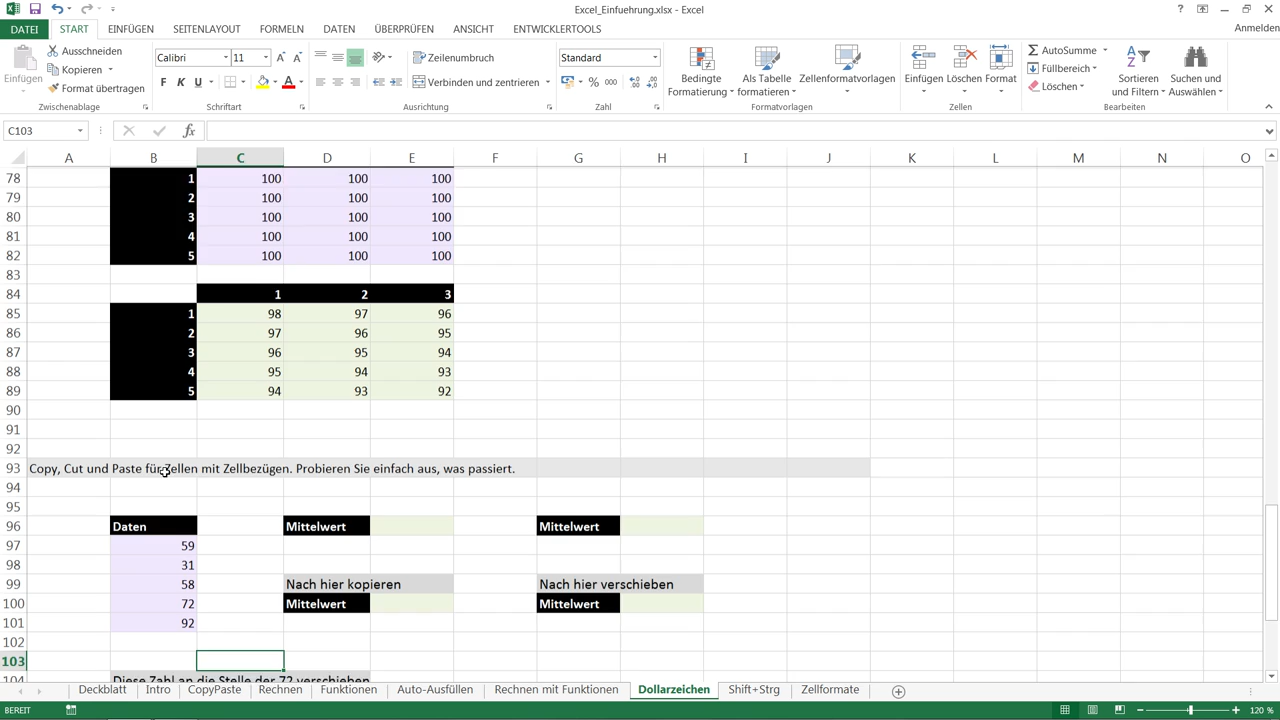 Excel_Einfuehrung.xlsx - Excel
?
DATEI START EINFÜGEN SEITENLAYOUT FORMELN DATEN ÜBERPRÜFEN ANSICHT ENTWICKLERTOOLS Anmelden
Einfügen
Ausschneiden
Kopieren
Format übertragen
Zwischenablage
Calibri 11
F K U
Schriftart
Zeilenumbruch
Verbinden und zentrieren
Ausrichtung
Standard
% 000
Zahl
Bedingte Formatierung
Als Tabelle formatieren
Zellenformatvorlagen
Formatvorlagen
Einfügen Löschen Format
Zellen
AutoSumme
Füllbereich
Löschen
Sortieren und Filtern
Suchen und Auswählen
Bearbeiten
C103 fx
A B C D E F G H I J K L M N O
78 1 100 100 100
79 2 100 100 100
80 3 100 100 100
81 4 100 100 100
82 5 100 100 100
83
84 1 2 3
85 1 98 97 96
86 2 97 96 95
87 3 96 95 94
88 4 95 94 93
89 5 94 93 92
90
91
92
93 Copy, Cut und Paste für Zellen mit Zellbezügen. Probieren Sie einfach aus, was passiert.
94
95
96 Daten Mittelwert Mittelwert
97 59
98 31
99 58 Nach hier kopieren Nach hier verschieben
100 72 Mittelwert Mittelwert
101 92
102
103
104 Diese Zahl an die Stelle der 72 verschieben
Deckblatt Intro CopyPaste Rechnen Funktionen Auto-Ausfüllen Rechnen mit Funktionen Dollarzeichen Shift+Strg Zellformate
BEREIT 120 %